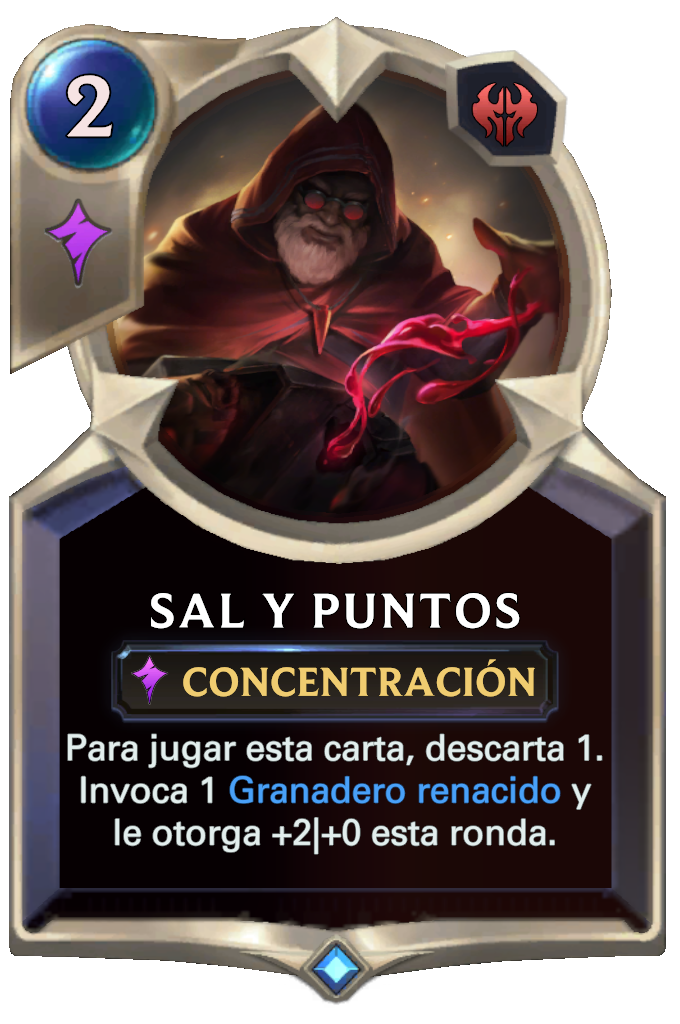 2
SAL Y PUNTOS
CONCENTRACIÓN
Para jugar esta carta, descarta 1.
Invoca 1 Granadero renacido y
le otorga +2|+0 esta ronda.